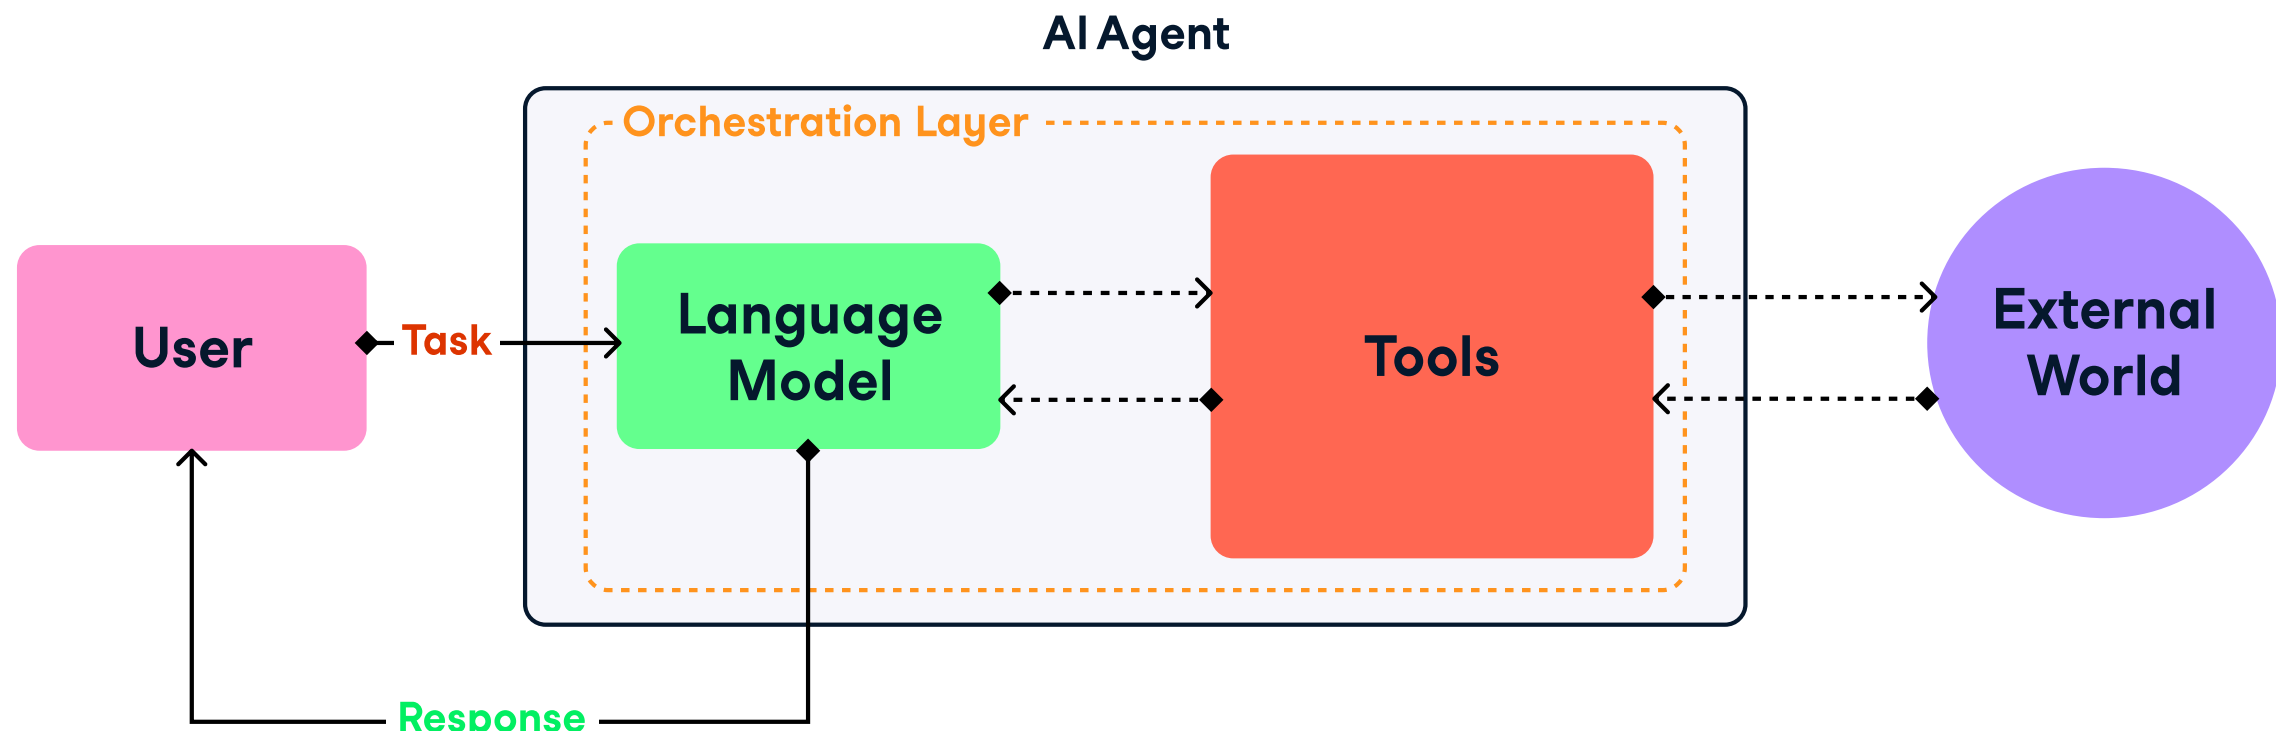 AI Agent
Orchestration Layer
User
Task
Language
Model
Tools
External
World
Response